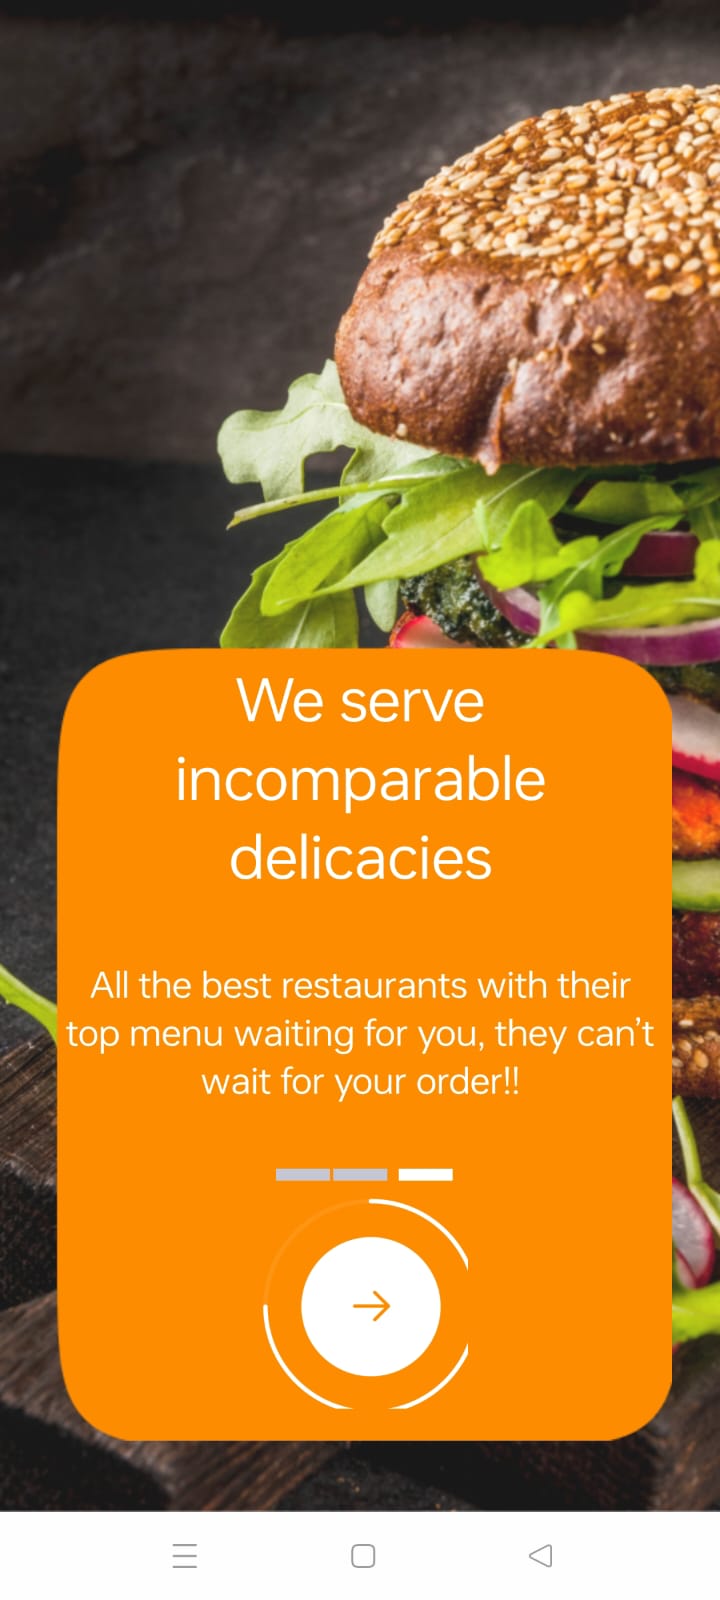 We serve
incomparable
delicacies
All the best restaurants with their
top menu waiting for you, they can’t
wait for your order!!